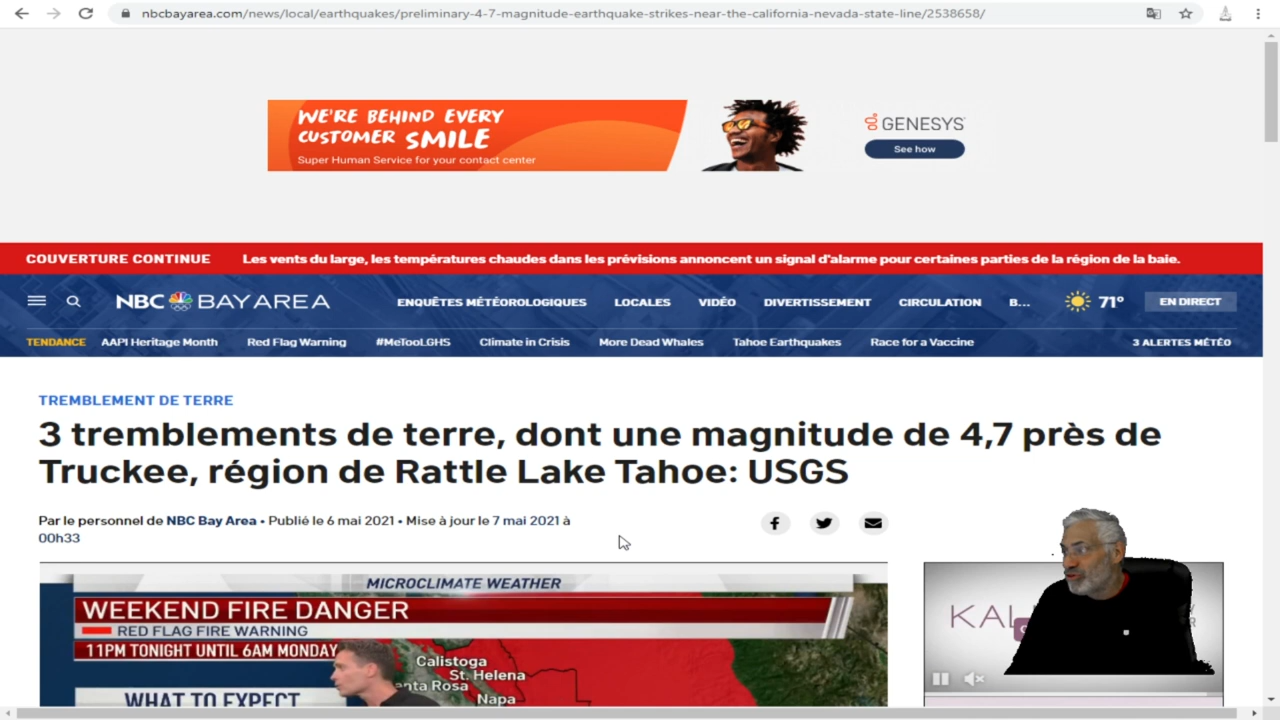 nbcbayarea.com/news/local/earthquakes/preliminary-4-7-magnitude-earthquake-strikes-near-the-california-nevada-state-line/2538658/
WE'RE BEHIND EVERY
CUSTOMER SMILE
Super Human Service for your contact center
GENESYS
See how
COUVERTURE CONTINUE Les vents du large, les températures chaudes dans les prévisions annoncent un signal d'alarme pour certaines parties de la région de la baie.
NBC BAY AREA ENQUÊTES MÉTÉOROLOGIQUES LOCALES VIDÉO DIVERTISSEMENT CIRCULATION B... 71° EN DIRECT
TENDANCE AAPI Heritage Month Red Flag Warning #MeTooLGHS Climate in Crisis More Dead Whales Tahoe Earthquakes Race for a Vaccine 3 ALERTES MÉTÉO
TREMBLEMENT DE TERRE
3 tremblements de terre, dont une magnitude de 4,7 près de
Truckee, région de Rattle Lake Tahoe: USGS
Par le personnel de NBC Bay Area • Publié le 6 mai 2021 • Mise à jour le 7 mai 2021 à
00h33
MICROCLIMATE WEATHER
WEEKEND FIRE DANGER
RED FLAG FIRE WARNING
11PM TONIGHT UNTIL 6AM MONDAY
WHAT TO EXPECT
Calistoga
St. Helena
Rosa
Napa